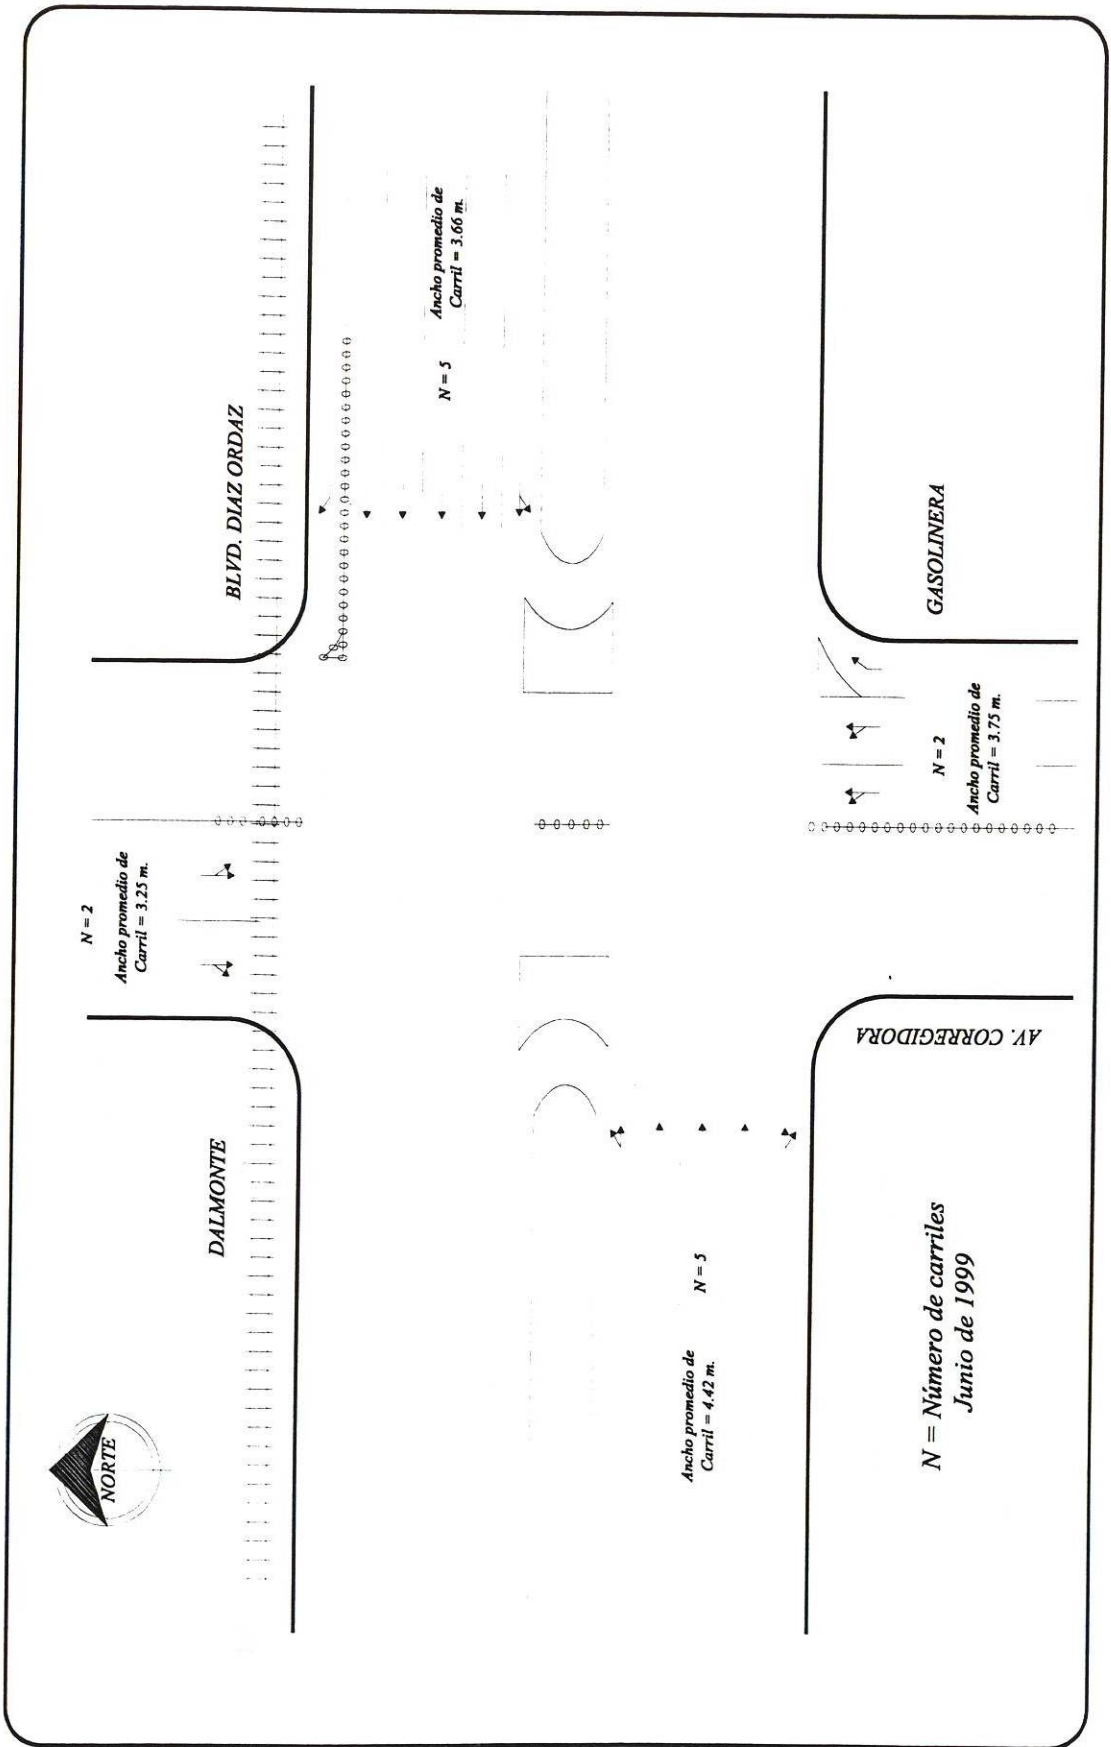 NORTE
DALMONTE
N = 2
Ancho promedio de
Carril = 3.25 m.
BLVD. DIAZ ORDAZ
N = 5
Ancho promedio de
Carril = 3.66 m.
Ancho promedio de
Carril = 4.42 m.
N = 5
N = Número de carriles
Junio de 1999
AV. CORREGIDORA
N = 2
Ancho promedio de
Carril = 3.75 m.
GASOLINERA